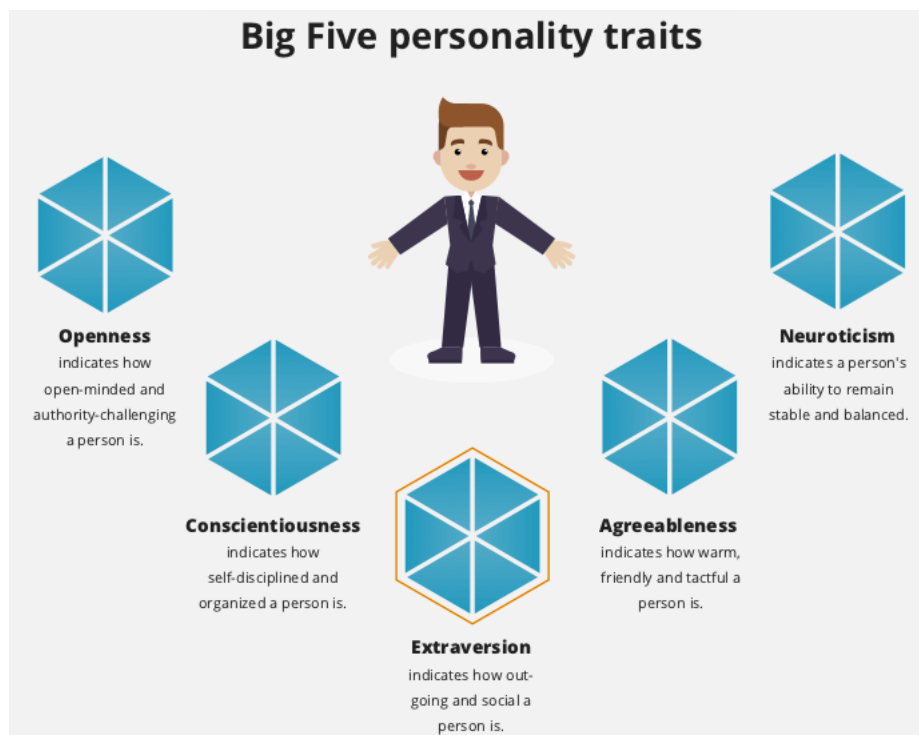 Big Five personality traits
Openness
indicates how
open-minded and
authority-challenging
a person is.
Conscientiousness
indicates how
self-disciplined and
organized a person is.
Extraversion
indicates how out-
going and social a
person is.
Agreeableness
indicates how warm,
friendly and tactful a
person is.
Neuroticism
indicates a person's
ability to remain
stable and balanced.